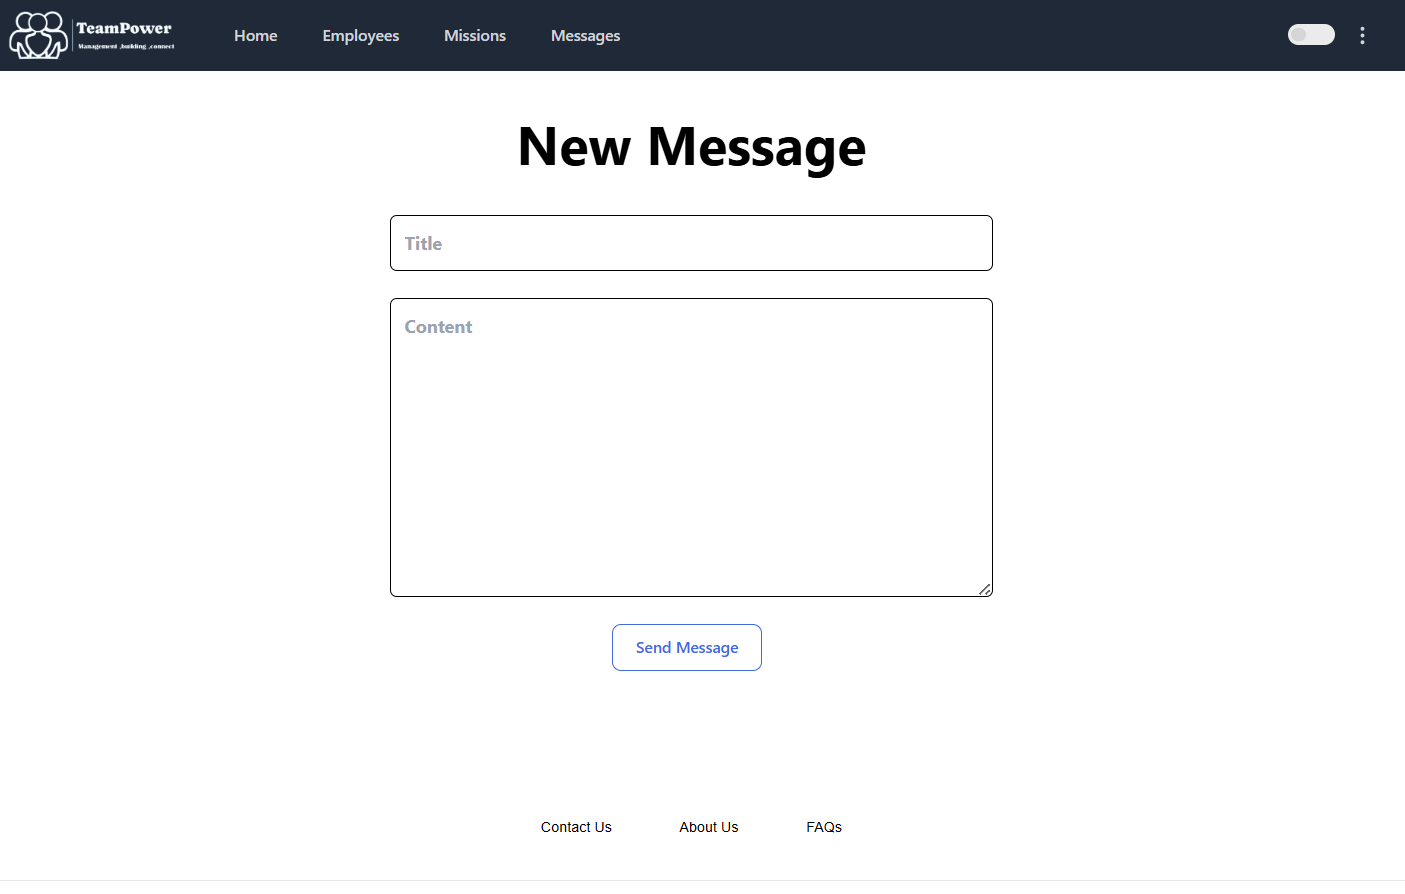 TeamPower
Management ,building ,connect
Home
Employees
Missions
Messages
New Message
Title
Content
Send Message
Contact Us
About Us
FAQs